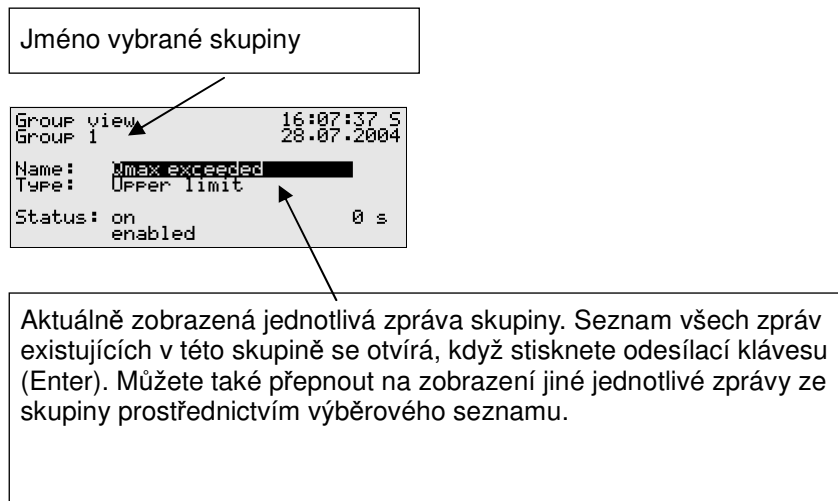 Jméno vybrané skupiny
Group view 16:07:37 S
Group 1 28.07.2004
Name: Qmax exceeded
Type: Upper limit
Status: on 0 s
enabled
Aktuálně zobrazená jednotlivá zpráva skupiny. Seznam všech zpráv
existujících v této skupině se otvírá, když stisknete odesílací klávesu
(Enter). Můžete také přepnout na zobrazení jiné jednotlivé zprávy ze
skupiny prostřednictvím výběrového seznamu.